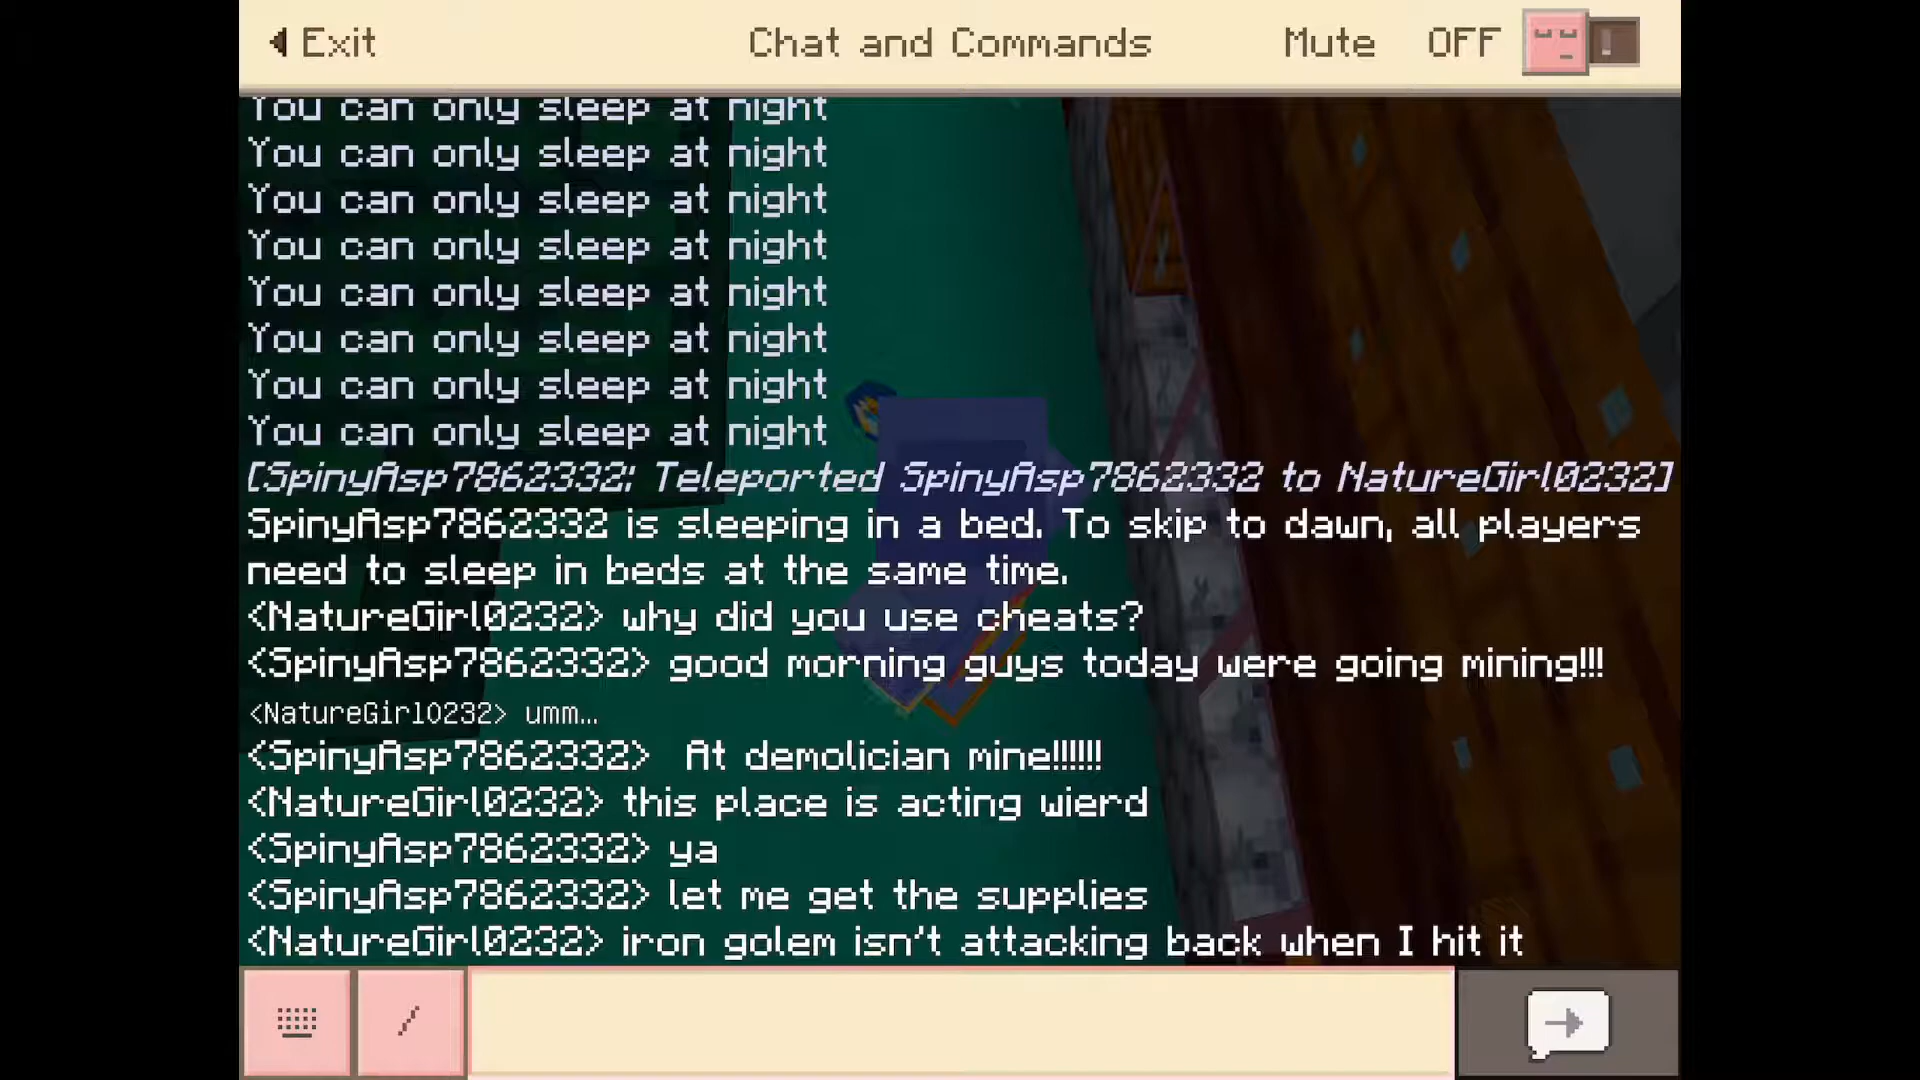 Exit
Chat and Commands
Mute OFF
You can only sleep at night
You can only sleep at night
You can only sleep at night
You can only sleep at night
You can only sleep at night
You can only sleep at night
You can only sleep at night
You can only sleep at night
[SpinyAsp7862332: Teleported SpinyAsp7862332 to NatureGirl0232]
SpinyAsp7862332 is sleeping in a bed. To skip to dawn, all players
need to sleep in beds at the same time.
<NatureGirl0232> why did you use cheats?
<SpinyAsp7862332> good morning guys today were going mining!!!
<NatureGirl0232> umm…
<SpinyAsp7862332> At demolician mine!!!!!!
<NatureGirl0232> this place is acting wierd
<SpinyAsp7862332> ya
<SpinyAsp7862332> let me get the supplies
<NatureGirl0232> iron golem isn't attacking back when I hit it
/